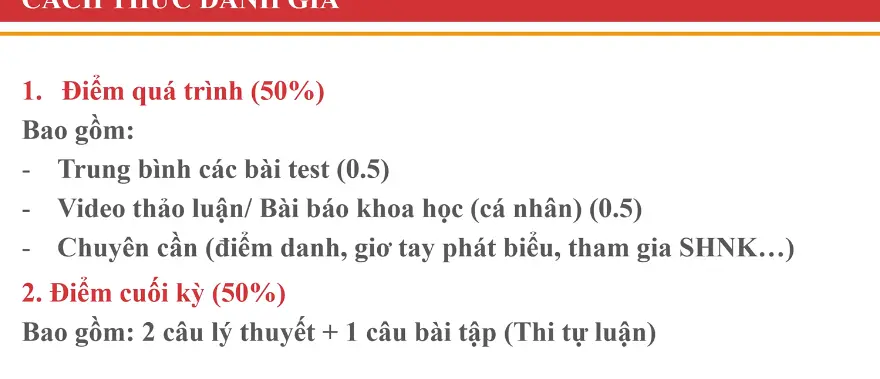 CÁCH THỨC ĐÁNH GIÁ
1. Điểm quá trình (50%)
Bao gồm:
- Trung bình các bài test (0.5)
- Video thảo luận/ Bài báo khoa học (cá nhân) (0.5)
- Chuyên cần (điểm danh, giơ tay phát biểu, tham gia SHNK…)
2. Điểm cuối kỳ (50%)
Bao gồm: 2 câu lý thuyết + 1 câu bài tập (Thi tự luận)